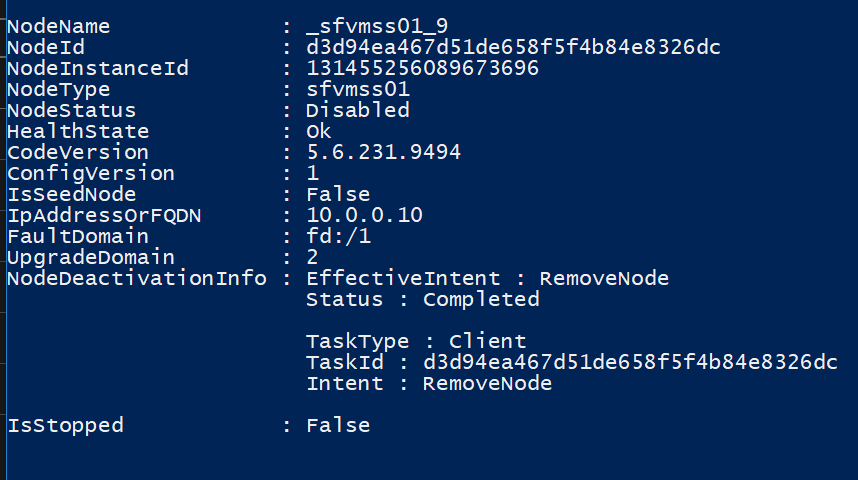 NodeName             : _sfvmss01_9
NodeId               : d3d94ea467d51de658f5f4b84e8326dc
NodeInstanceId       : 131455256089673696
NodeType             : sfvmss01
NodeStatus           : Disabled
HealthState          : Ok
CodeVersion          : 5.6.231.9494
ConfigVersion        : 1
IsSeedNode           : False
IpAddressOrFQDN      : 10.0.0.10
FaultDomain          : fd:/1
UpgradeDomain        : 2
NodeDeactivationInfo : EffectiveIntent : RemoveNode
                       Status : Completed

                       TaskType : Client
                       TaskId : d3d94ea467d51de658f5f4b84e8326dc
                       Intent : RemoveNode

IsStopped            : False